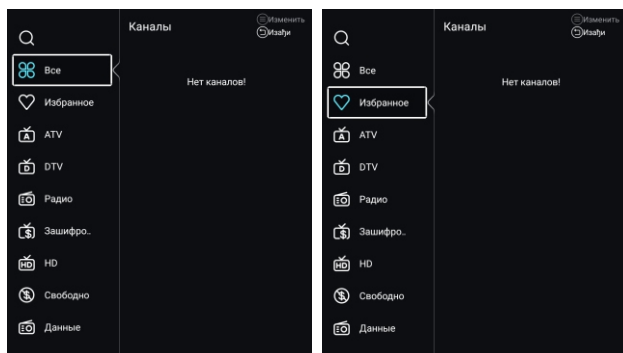 Каналы
Изменить
Изађи
Все
Нет каналов!
Избранное
ATV
DTV
Радио
Зашифро..
HD
Свободно
Данные
Каналы
Изменить
Изађи
Все
Нет каналов!
Избранное
ATV
DTV
Радио
Зашифро..
HD
Свободно
Данные